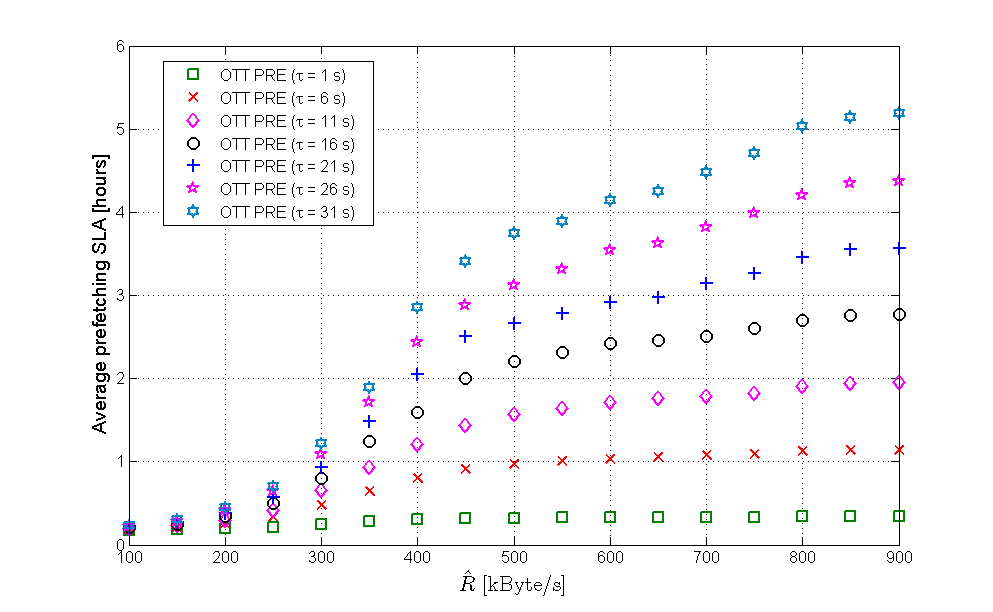 6
5
4
3
2
1
0
Average prefetching SLA [hours]
OTT PRE (τ = 1 s)
OTT PRE (τ = 6 s)
OTT PRE (τ = 11 s)
OTT PRE (τ = 16 s)
OTT PRE (τ = 21 s)
OTT PRE (τ = 26 s)
OTT PRE (τ = 31 s)
100 200 300 400 500 600 700 800 900
R̂ [kByte/s]